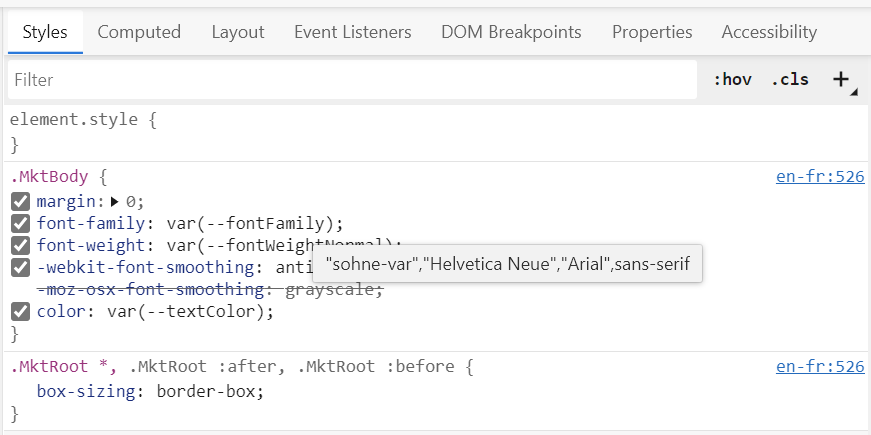 Styles Computed Layout Event Listeners DOM Breakpoints Properties Accessibility
Filter :hov .cls +
element.style {
}
.MktBody { en-fr:526
margin: 0;
font-family: var(--fontFamily);
font-weight: var(--fontWeightNormal);
"sohne-var","Helvetica Neue","Arial",sans-serif
-webkit-font-smoothing: anti
-moz-osx-font-smoothing: grayscale;
color: var(--textColor);
}
.MktRoot *, .MktRoot :after, .MktRoot :before { en-fr:526
box-sizing: border-box;
}